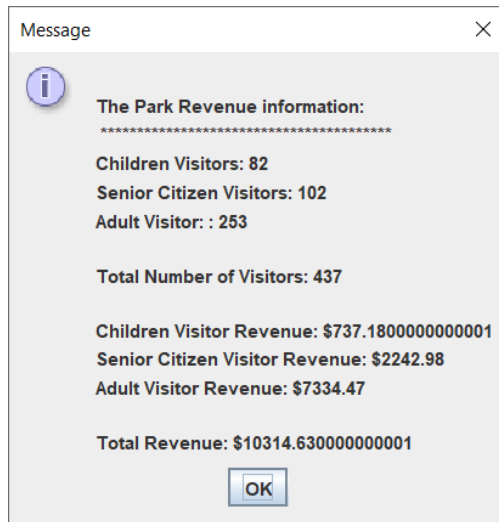 Message
The Park Revenue information:
****************************************
Children Visitors: 82
Senior Citizen Visitors: 102
Adult Visitor: : 253
Total Number of Visitors: 437
Children Visitor Revenue: $737.1800000000001
Senior Citizen Visitor Revenue: $2242.98
Adult Visitor Revenue: $7334.47
Total Revenue: $10314.630000000001
OK